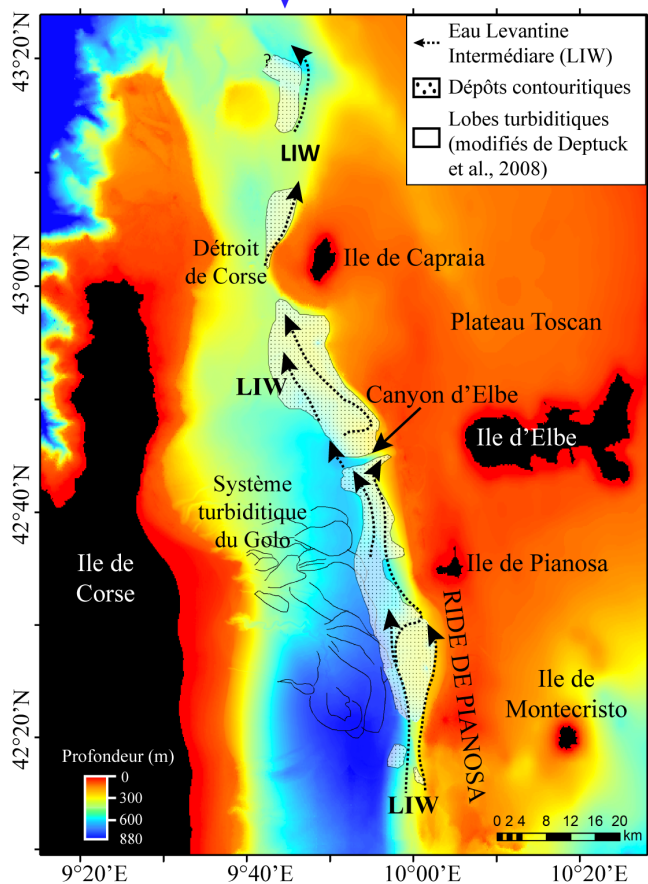 Eau Levantine
Intermédiare (LIW)
Dépôts contouritiques
Lobes turbiditiques
(modifiés de Deptuck
et al., 2008)
43°20'N
43°00'N
42°40'N
42°20'N
?
LIW
Détroit
de Corse
Ile de Capraia
Plateau Toscan
LIW
Canyon d'Elbe
Ile d'Elbe
Système
turbiditique
du Golo
Ile de
Corse
Ile de Pianosa
RIDE DE PIANOSA
Ile de
Montecristo
Profondeur (m)
0
300
600
880
LIW
0 2 4 8 12 16 20
km
9°20'E
9°40'E
10°00'E
10°20'E